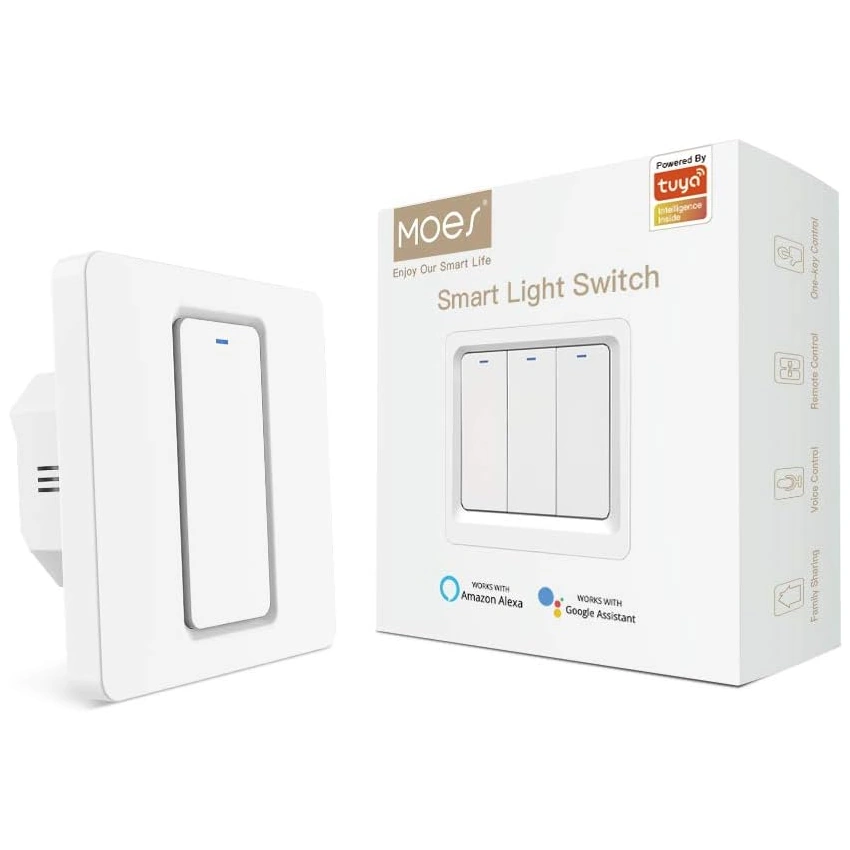 MOES®
Enjoy Our Smart Life
Powered By
tuya
Intelligence
Inside
Smart Light Switch
WORKS WITH
Amazon Alexa
WORKS WITH
Google Assistant
One-Key Control
Remote Control
Voice Control
Family Sharing